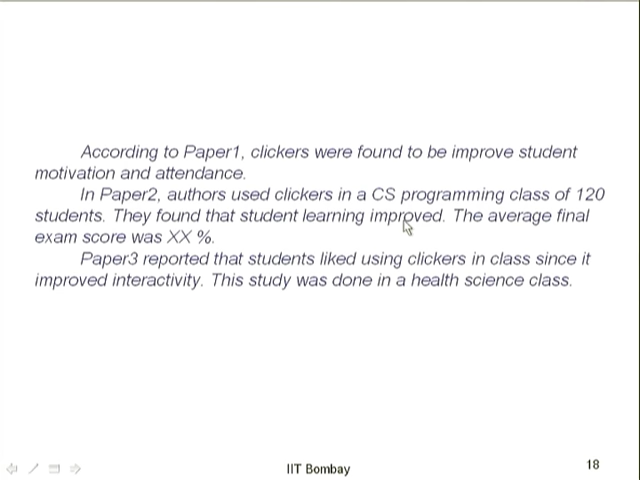 According to Paper1, clickers were found to be improve student
motivation and attendance.
In Paper2, authors used clickers in a CS programming class of 120
students. They found that student learning improved. The average final
exam score was XX %.
Paper3 reported that students liked using clickers in class since it
improved interactivity. This study was done in a health science class.
IIT Bombay
18